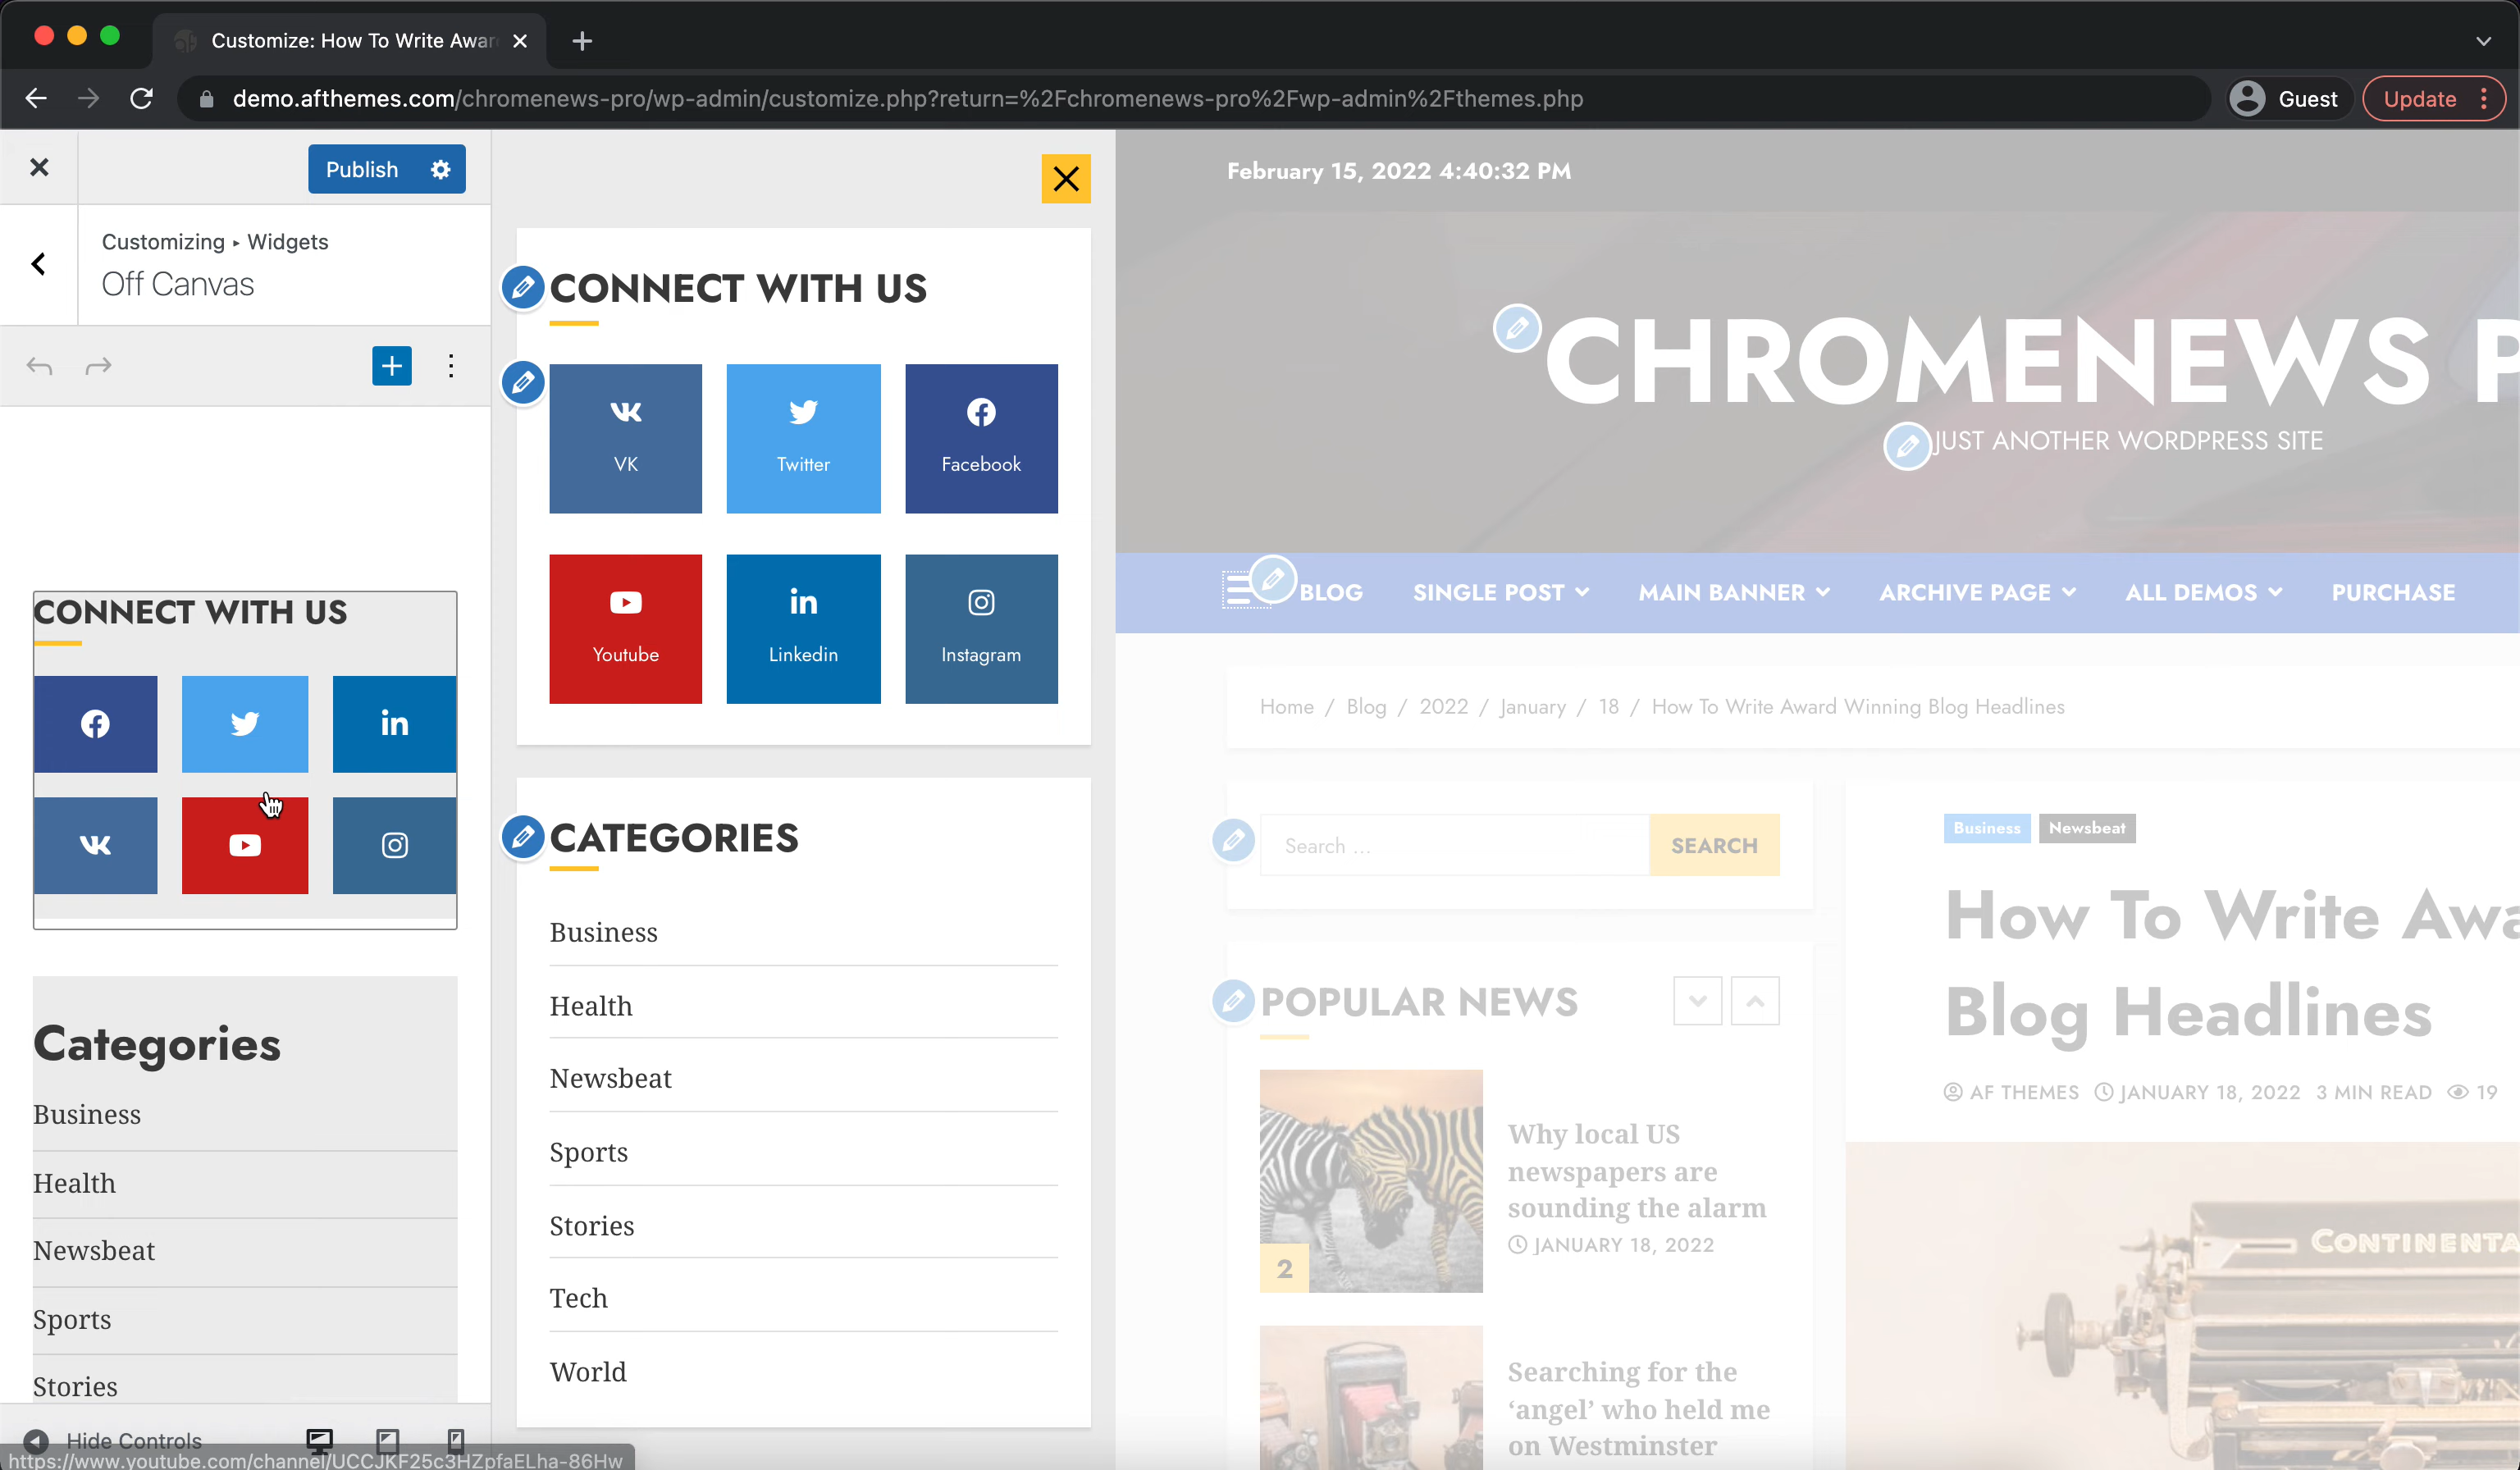 Customize: How To Write Awar
demo.afthemes.com/chromenews-pro/wp-admin/customize.php?return=%2Fchromenews-pro%2Fwp-admin%2Fthemes.php
Guest
Update
Publish
Customizing ▸ Widgets
Off Canvas
CONNECT WITH US
Categories
Business
Health
Newsbeat
Sports
Stories
Hide Controls
https://www.youtube.com/channel/UCCJKF25c3HZpfaELha-86Hw
CONNECT WITH US
VK
Twitter
Facebook
Youtube
Linkedin
Instagram
CATEGORIES
Business
Health
Newsbeat
Sports
Stories
Tech
World
February 15, 2022 4:40:32 PM
CHROMENEWS P
JUST ANOTHER WORDPRESS SITE
BLOG SINGLE POST MAIN BANNER ARCHIVE PAGE ALL DEMOS PURCHASE
Home / Blog / 2022 / January / 18 / How To Write Award Winning Blog Headlines
Search ...
SEARCH
POPULAR NEWS
2
Why local US
newspapers are
sounding the alarm
JANUARY 18, 2022
Searching for the
‘angel’ who held me
on Westminster
Business Newsbeat
How To Write Awa
Blog Headlines
AF THEMES JANUARY 18, 2022 3 MIN READ 19
CONTINENTA